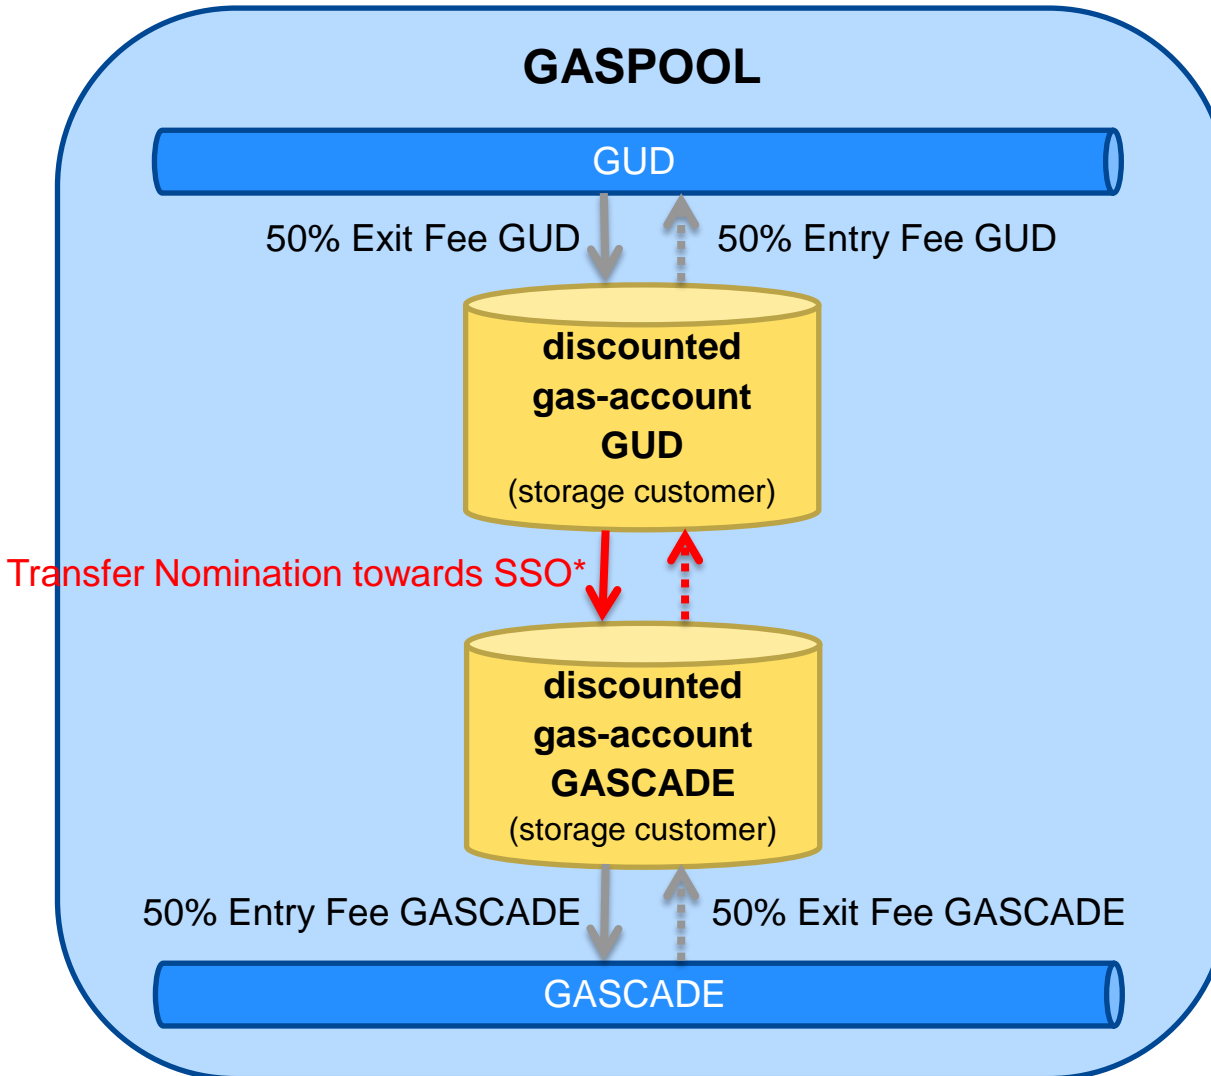 GASPOOL
GUD
50% Exit Fee GUD
50% Entry Fee GUD
discounted
gas-account
GUD
(storage customer)
Transfer Nomination towards SSO*
discounted
gas-account
GASCADE
(storage customer)
50% Entry Fee GASCADE
50% Exit Fee GASCADE
GASCADE